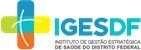 IGESDF
INSTITUTO DE GESTÃO ESTRATÉGICA
DE SAÚDE DO DISTRITO FEDERAL